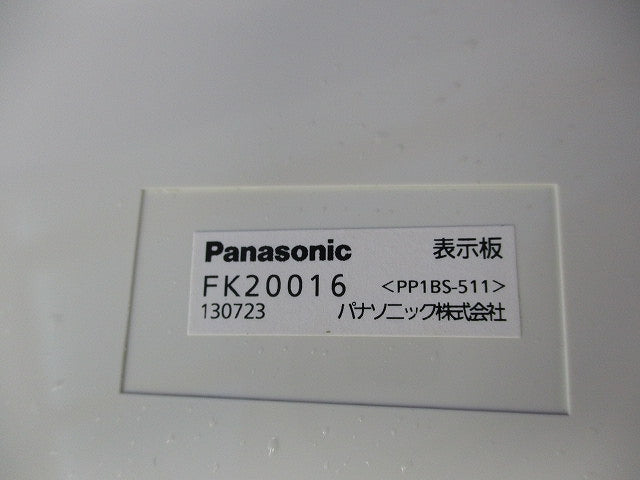 Panasonic 表示板
FK20016 <PP1BS-511>
130723 パナソニック株式会社